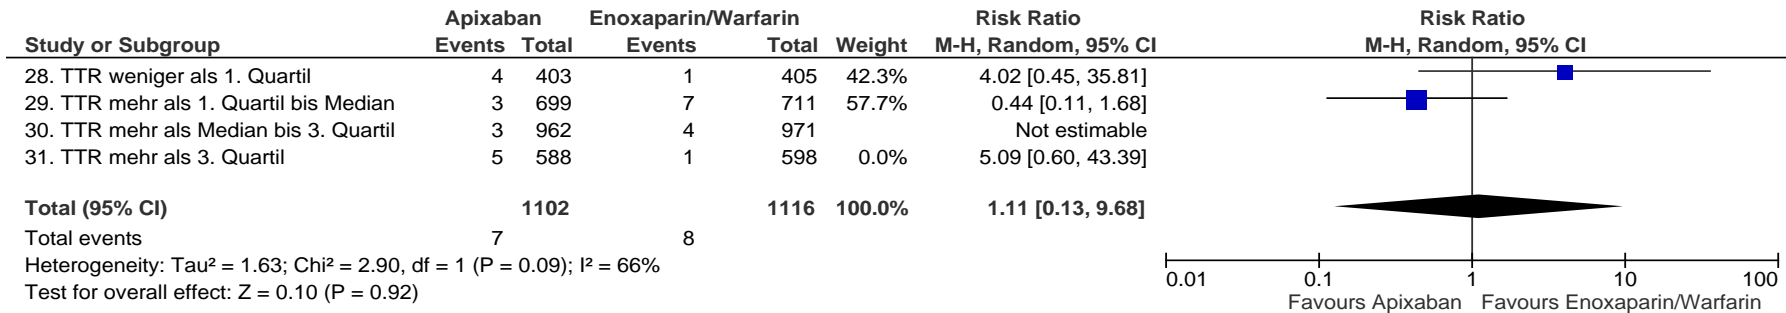 Apixaban Enoxaparin/Warfarin Risk Ratio Risk Ratio
Study or Subgroup Events Total Events Total Weight M-H, Random, 95% CI M-H, Random, 95% CI
28. TTR weniger als 1. Quartil 4 403 1 405 42.3% 4.02 [0.45, 35.81]
29. TTR mehr als 1. Quartil bis Median 3 699 7 711 57.7% 0.44 [0.11, 1.68]
30. TTR mehr als Median bis 3. Quartil 3 962 4 971 Not estimable
31. TTR mehr als 3. Quartil 5 588 1 598 0.0% 5.09 [0.60, 43.39]
Total (95% CI) 1102 1116 100.0% 1.11 [0.13, 9.68]
Total events 7 8
Heterogeneity: Tau² = 1.63; Chi² = 2.90, df = 1 (P = 0.09); I² = 66%
Test for overall effect: Z = 0.10 (P = 0.92)
0.01 0.1 1 10 100
Favours Apixaban Favours Enoxaparin/Warfarin